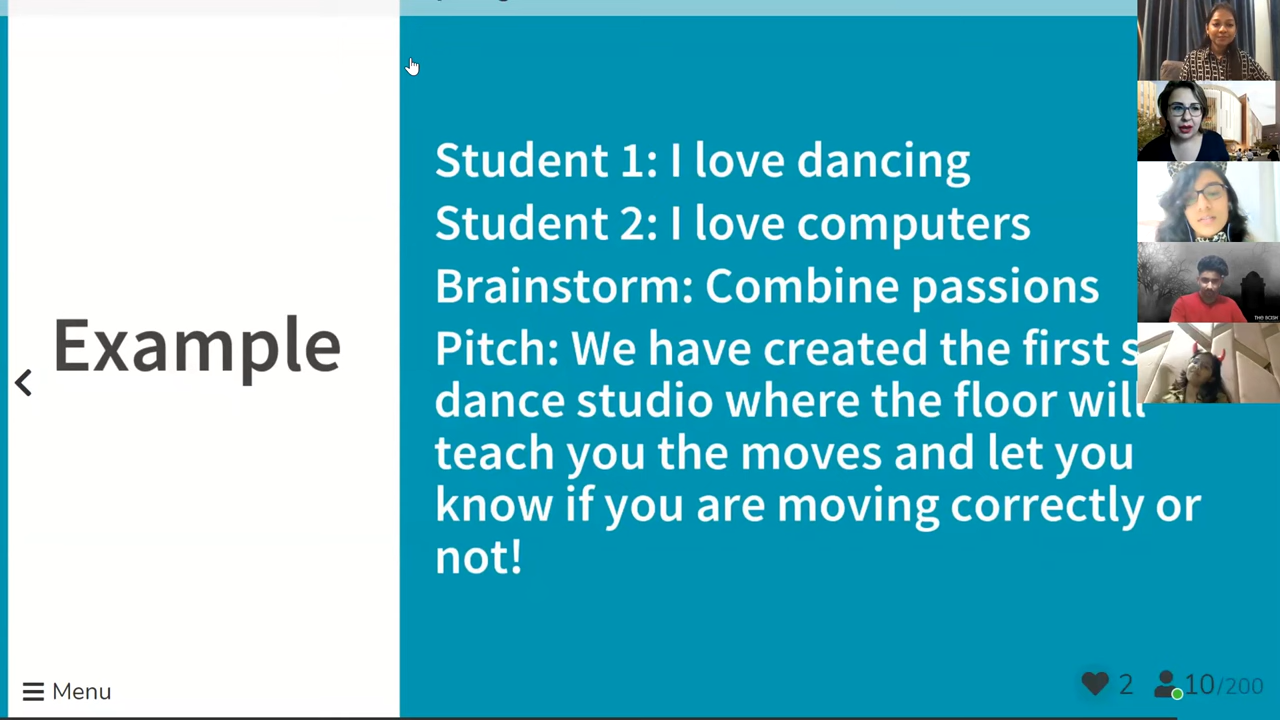 Example
Student 1: I love dancing
Student 2: I love computers
Brainstorm: Combine passions
Pitch: We have created the first
dance studio where the floor will
teach you the moves and let you
know if you are moving correctly or
not!
Menu
2
10/200